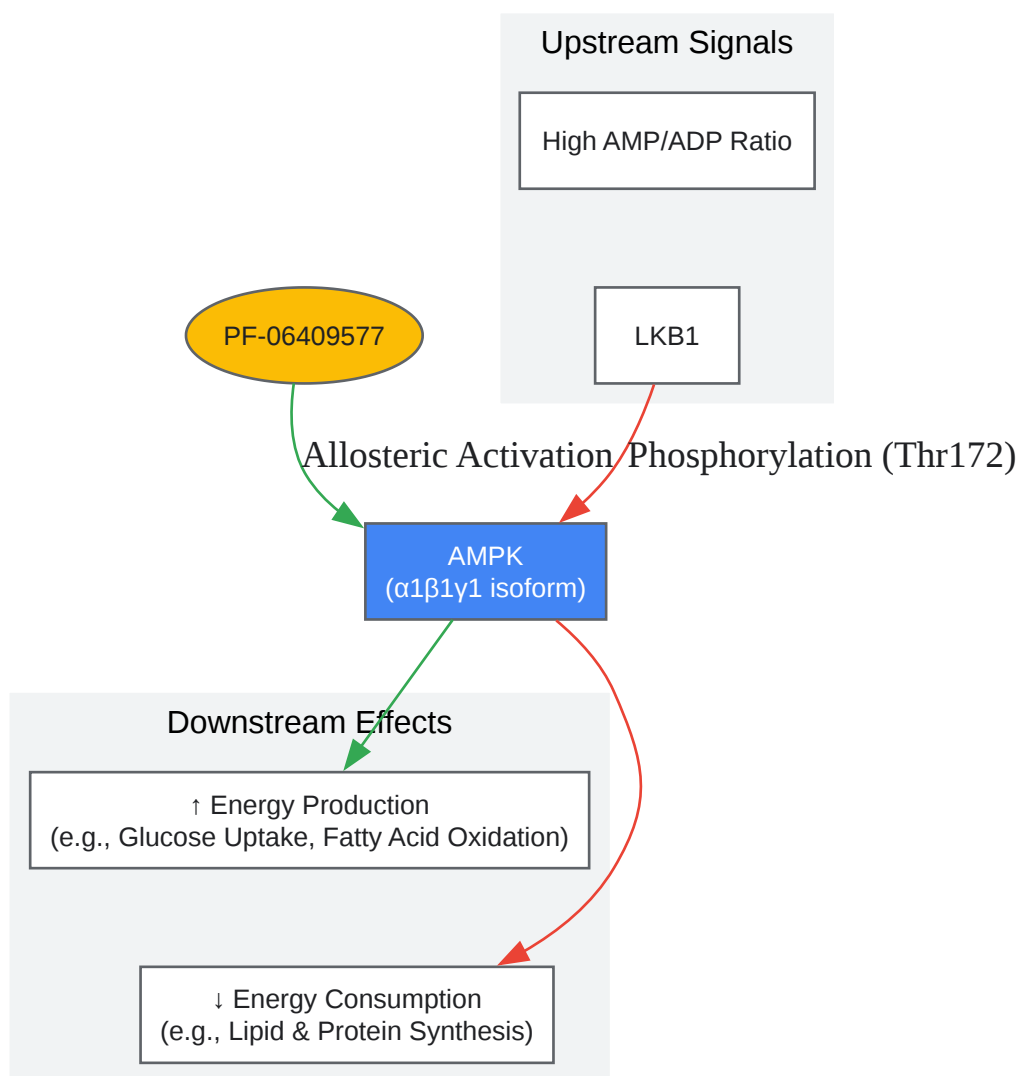 Upstream Signals
High AMP/ADP Ratio
PF-06409577
LKB1
Allosteric Activation
Phosphorylation (Thr172)
AMPK
(α1β1γ1 isoform)
Downstream Effects
↑ Energy Production
(e.g., Glucose Uptake, Fatty Acid Oxidation)
↓ Energy Consumption
(e.g., Lipid & Protein Synthesis)